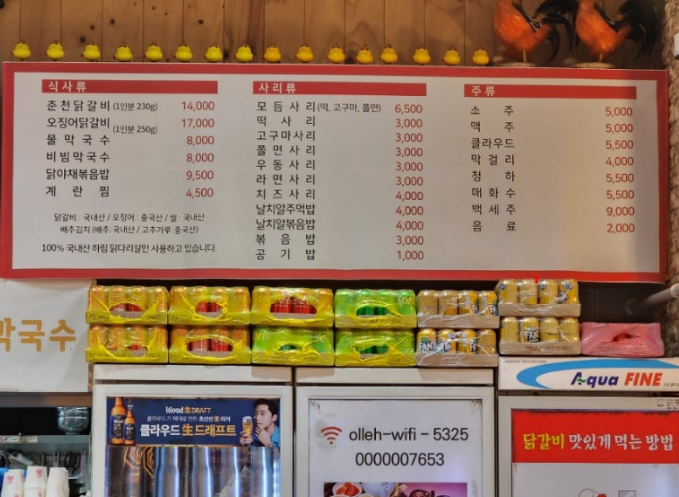 식사류
춘천닭갈비(1인분 230g) 14,000
오징어닭갈비(1인분 250g) 17,000
물막국수 8,000
비빔막국수 8,000
닭야채볶음밥 9,500
계란찜 4,500
닭갈비 : 국내산 / 오징어 : 중국산 / 쌀 : 국내산
배추김치 (배추:국내산 / 고추가루:중국산)
100% 국내산 하림 닭다리살만 사용하고 있습니다.
사리류
모듬사리(떡, 고구마, 쫄면) 6,500
떡사리 3,000
고구마사리 3,000
쫄면사리 3,000
우동사리 3,000
라면사리 3,000
치즈사리 4,000
날치알주먹밥 4,000
날치알볶음밥 4,000
볶음밥 3,000
공기밥 1,000
주류
소주 5,000
맥주 5,000
클라우드 5,500
막걸리 4,000
청하 5,500
매화수 5,500
백세주 9,000
음료 2,000
막국수
Kloud 生 DRAFT
클라우드 生 드래프트
olleh-wifi - 5325
0000007653
Aqua FINE
닭갈비 맛있게 먹는 방법